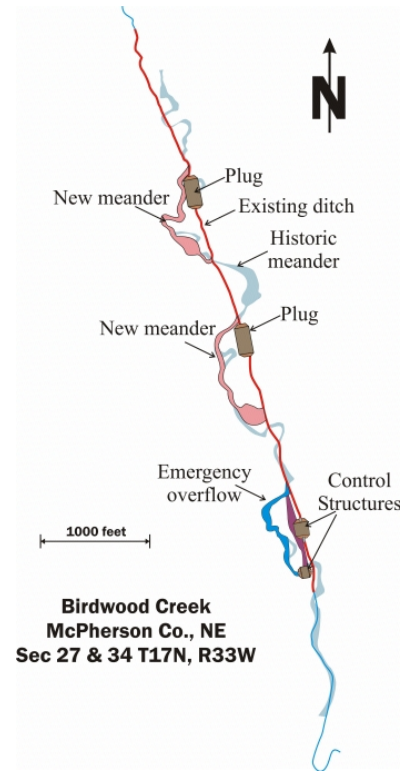 N
Plug
New meander
Existing ditch
Historic
meander
Plug
New meander
Emergency
overflow
Control
Structures
1000 feet
Birdwood Creek
McPherson Co., NE
Sec 27 & 34 T17N, R33W